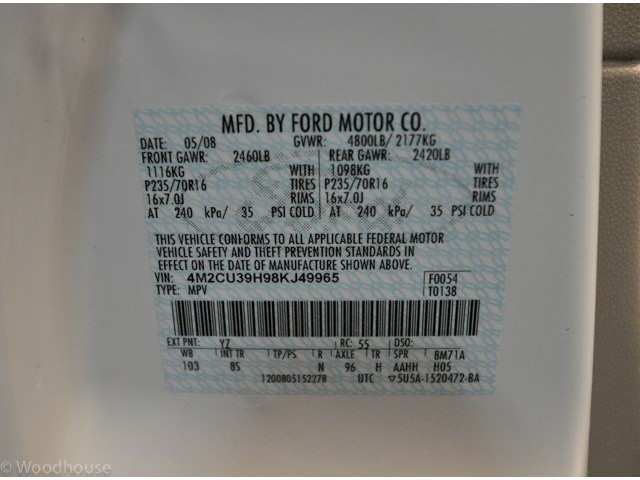 MFD. BY FORD MOTOR CO.
DATE: 05/08 GVWR: 4800LB/ 2177KG
FRONT GAWR: 2460LB REAR GAWR: 2420LB
1116KG WITH 1098KG WITH
P235/70R16 TIRES P235/70R16 TIRES
16x7.0J RIMS 16x7.0J RIMS
AT 240 kPa/ 35 PSI COLD AT 240 kPa/ 35 PSI COLD
THIS VEHICLE CONFORMS TO ALL APPLICABLE FEDERAL MOTOR
VEHICLE SAFETY AND THEFT PREVENTION STANDARDS IN
EFFECT ON THE DATE OF MANUFACTURE SHOWN ABOVE.
VIN: 4M2CU39H98KJ49965 F0054
TYPE: MPV T0138
EXT PNT: YZ RC: 55 DSO:
WB INT TR TP/PS R AXLE TR SPR 8M71A
103 85 N 96 H AAHH H05
1200805152278 UTC ▽5U5A-1520472-BA
© Woodhouse